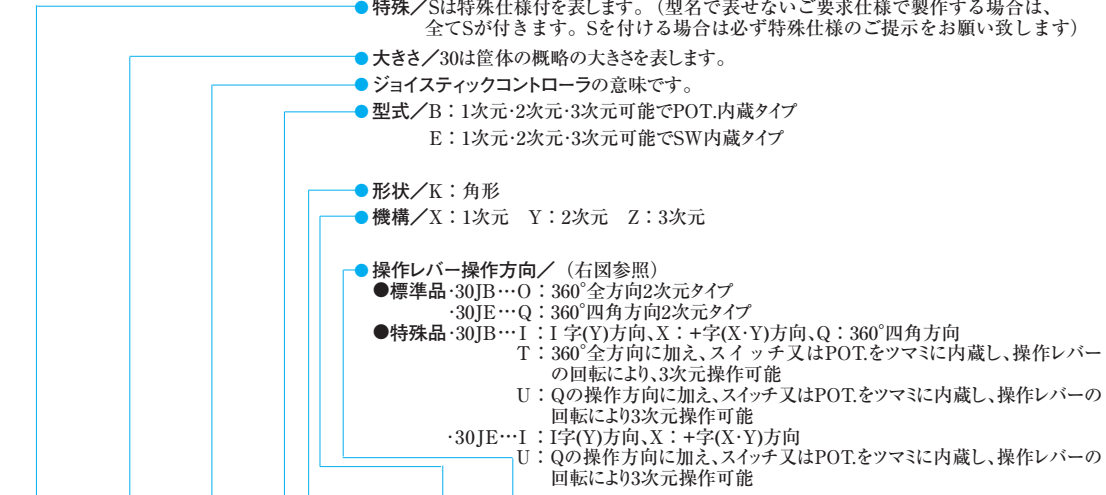 ●特殊／Sは特殊仕様付を表します。（型名で表せないご要求仕様で製作する場合は、
全てSが付きます。Sを付ける場合は必ず特殊仕様のご提示をお願い致します）
●大きさ／30は筐体の概略の大きさを表します。
●ジョイスティックコントローラの意味です。
●型式／B：1次元·2次元·3次元可能でPOT.内蔵タイプ
E：1次元·2次元·3次元可能でSW内蔵タイプ
●形状／K：角形
●機構／X：1次元　Y：2次元　Z：3次元
●操作レバー操作方向／（右図参照）
●標準品·30JB…O：360°全方向2次元タイプ
·30JE…Q：360°四角方向2次元タイプ
●特殊品·30JB…I：I 字(Y)方向、X：+字(X·Y)方向、Q：360°四角方向
T：360°全方向に加え、スイッチ又はPOT.をツマミに内蔵し、操作レバー
の回転により、3次元操作可能
U：Qの操作方向に加え、スイッチ又はPOT.をツマミに内蔵し、操作レバーの
回転により3次元操作可能
·30JE…I：I字(Y)方向、X：+字(X·Y)方向
U：Qの操作方向に加え、スイッチ又はPOT.をツマミに内蔵し、操作レバーの
回転により3次元操作可能